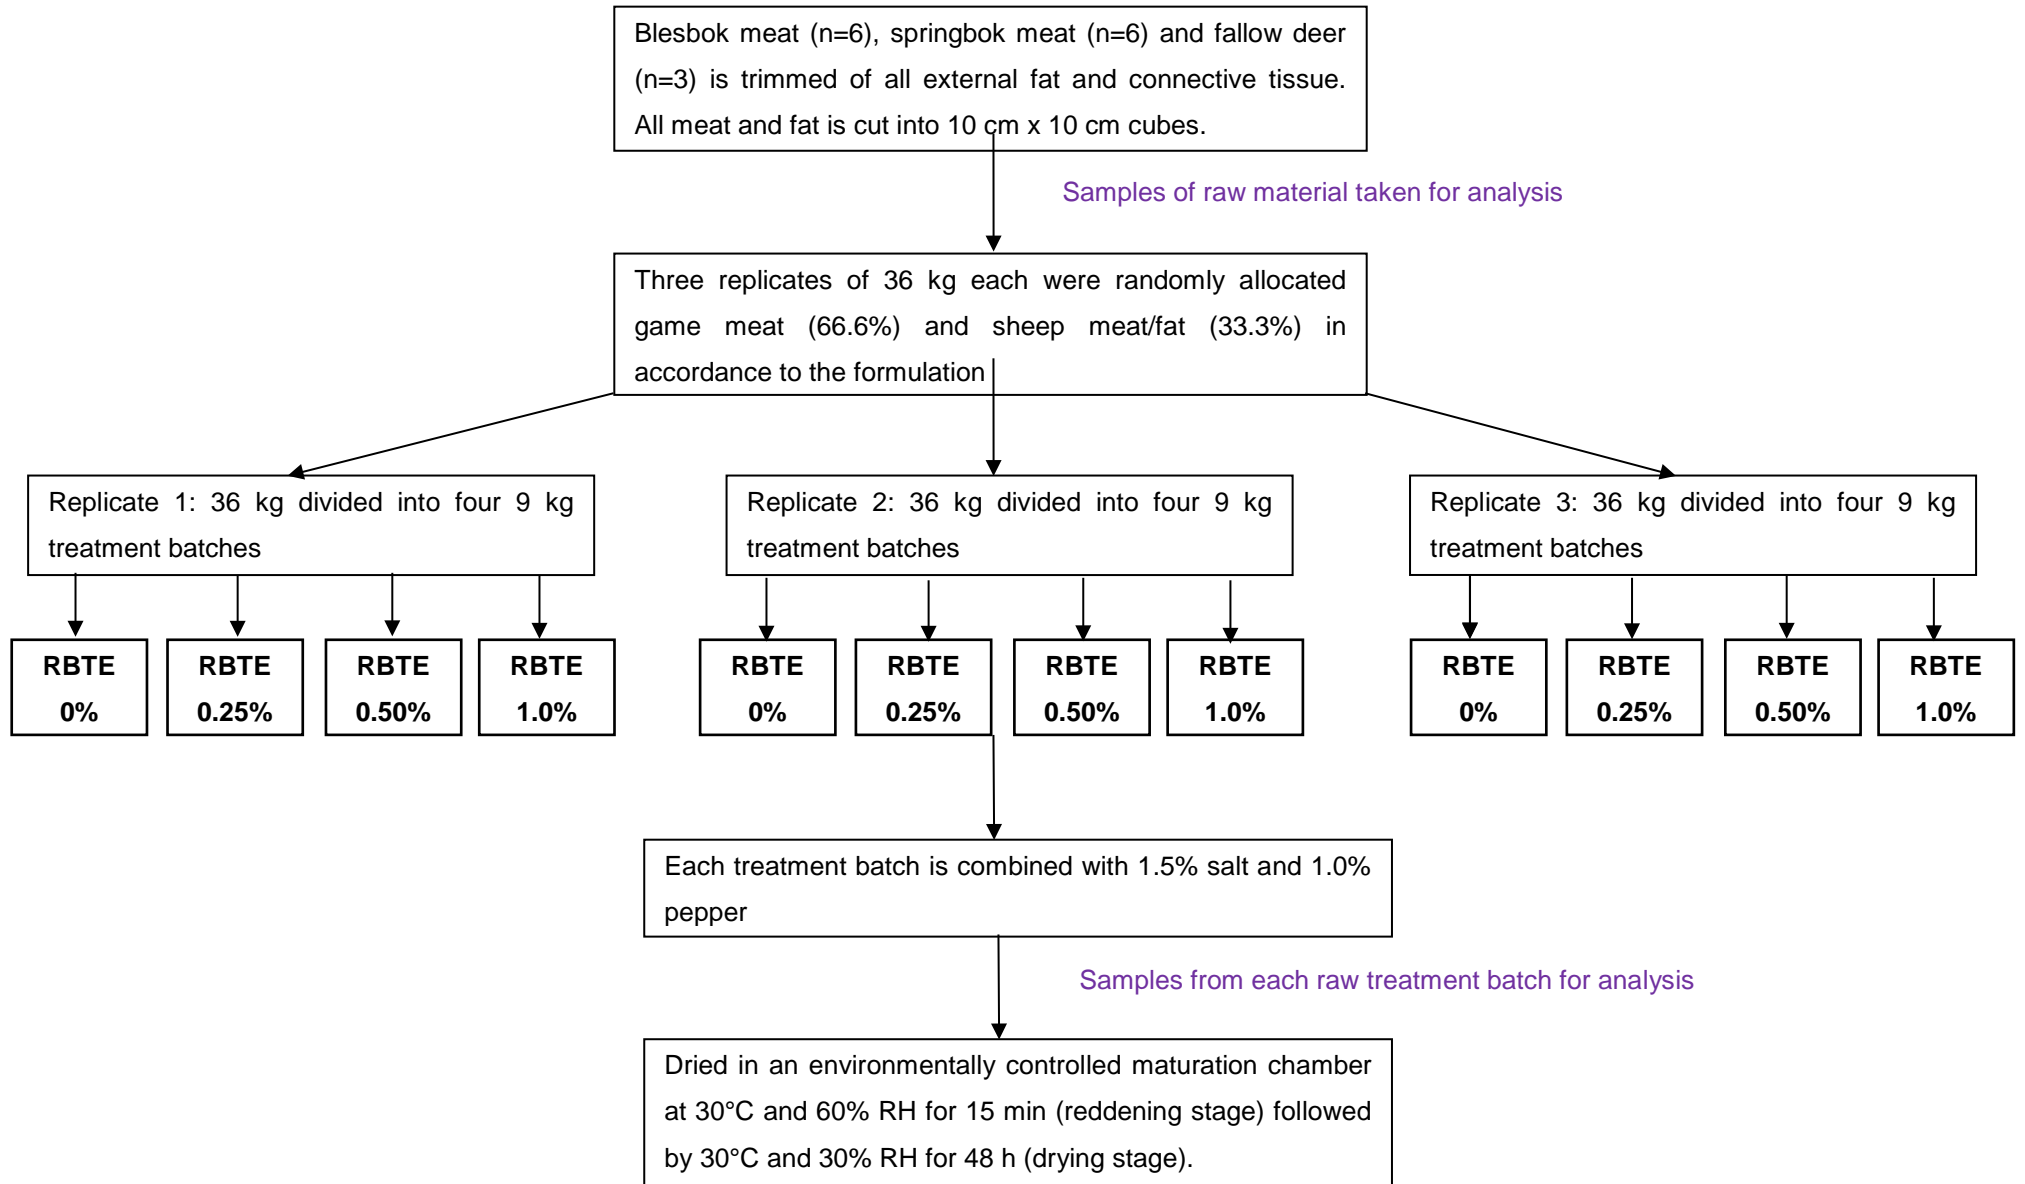 Blesbok meat (n=6), springbok meat (n=6) and fallow deer
(n=3) is trimmed of all external fat and connective tissue.
All meat and fat is cut into 10 cm x 10 cm cubes.
Samples of raw material taken for analysis
Three replicates of 36 kg each were randomly allocated
game meat (66.6%) and sheep meat/fat (33.3%) in
accordance to the formulation
Replicate 1: 36 kg divided into four 9 kg
treatment batches
Replicate 2: 36 kg divided into four 9 kg
treatment batches
Replicate 3: 36 kg divided into four 9 kg
treatment batches
RBTE
0%
RBTE
0.25%
RBTE
0.50%
RBTE
1.0%
RBTE
0%
RBTE
0.25%
RBTE
0.50%
RBTE
1.0%
RBTE
0%
RBTE
0.25%
RBTE
0.50%
RBTE
1.0%
Each treatment batch is combined with 1.5% salt and 1.0%
pepper
Samples from each raw treatment batch for analysis
Dried in an environmentally controlled maturation chamber
at 30°C and 60% RH for 15 min (reddening stage) followed
by 30°C and 30% RH for 48 h (drying stage).